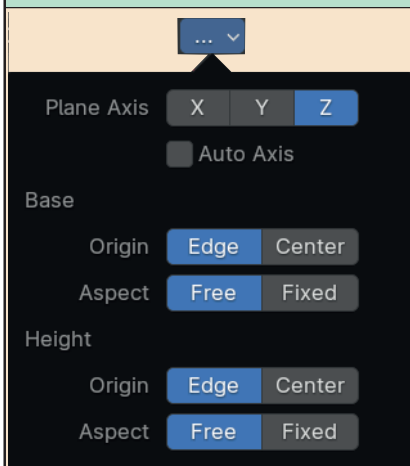 ...
Plane Axis X Y Z
Auto Axis
Base
Origin Edge Center
Aspect Free Fixed
Height
Origin Edge Center
Aspect Free Fixed